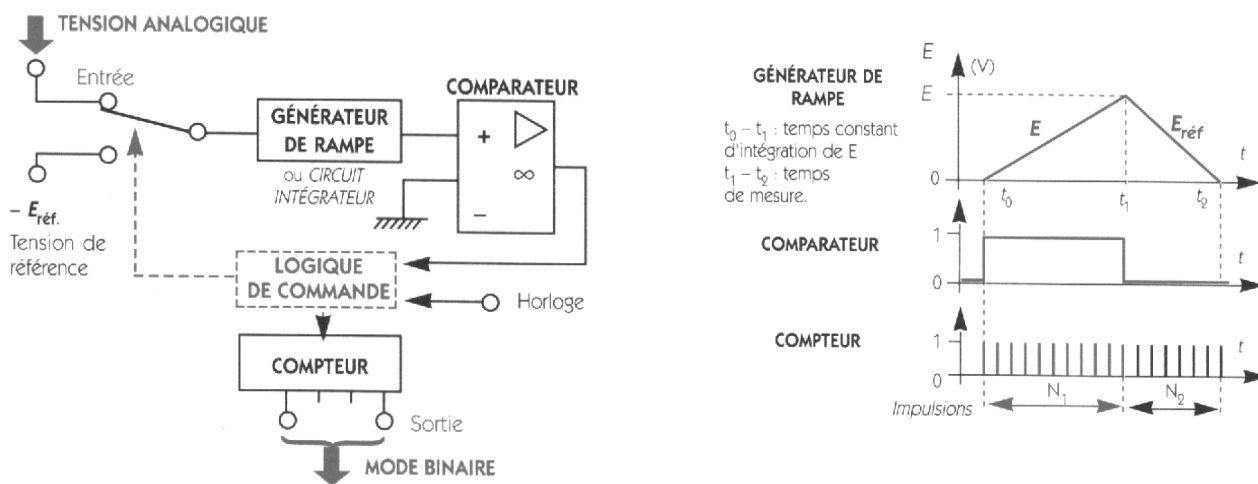 TENSION ANALOGIQUE
Entrée
GÉNÉRATEUR
DE RAMPE
ou CIRCUIT
INTÉGRATEUR
COMPARATEUR
+
∞
–
– Eréf.
Tension de
référence
LOGIQUE
DE COMMANDE
Horloge
COMPTEUR
Sortie
MODE BINAIRE
GÉNÉRATEUR DE
RAMPE
t0 – t1 : temps constant
d'intégration de E
t1 – t2 : temps
de mesure.
E
(V)
E
E
Eréf
t
0
t0
t1
t2
COMPARATEUR
1
0
t
COMPTEUR
1
0
t
Impulsions
N1
N2